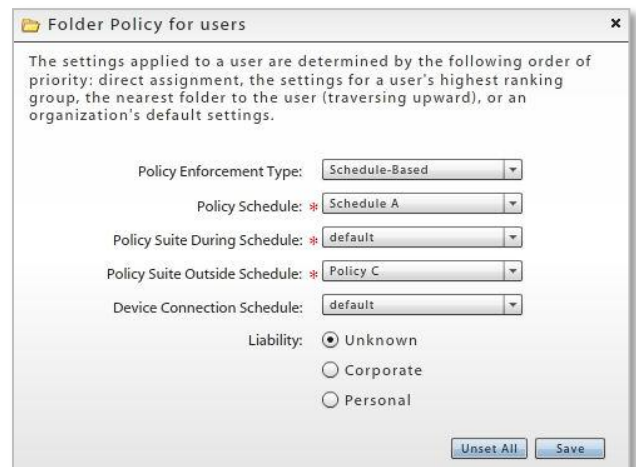 Folder Policy for users
The settings applied to a user are determined by the following order of
priority: direct assignment, the settings for a user's highest ranking
group, the nearest folder to the user (traversing upward), or an
organization's default settings.
Policy Enforcement Type: Schedule-Based
Policy Schedule: * Schedule A
Policy Suite During Schedule: * default
Policy Suite Outside Schedule: * Policy C
Device Connection Schedule: default
Liability: Unknown
Corporate
Personal
Unset All Save